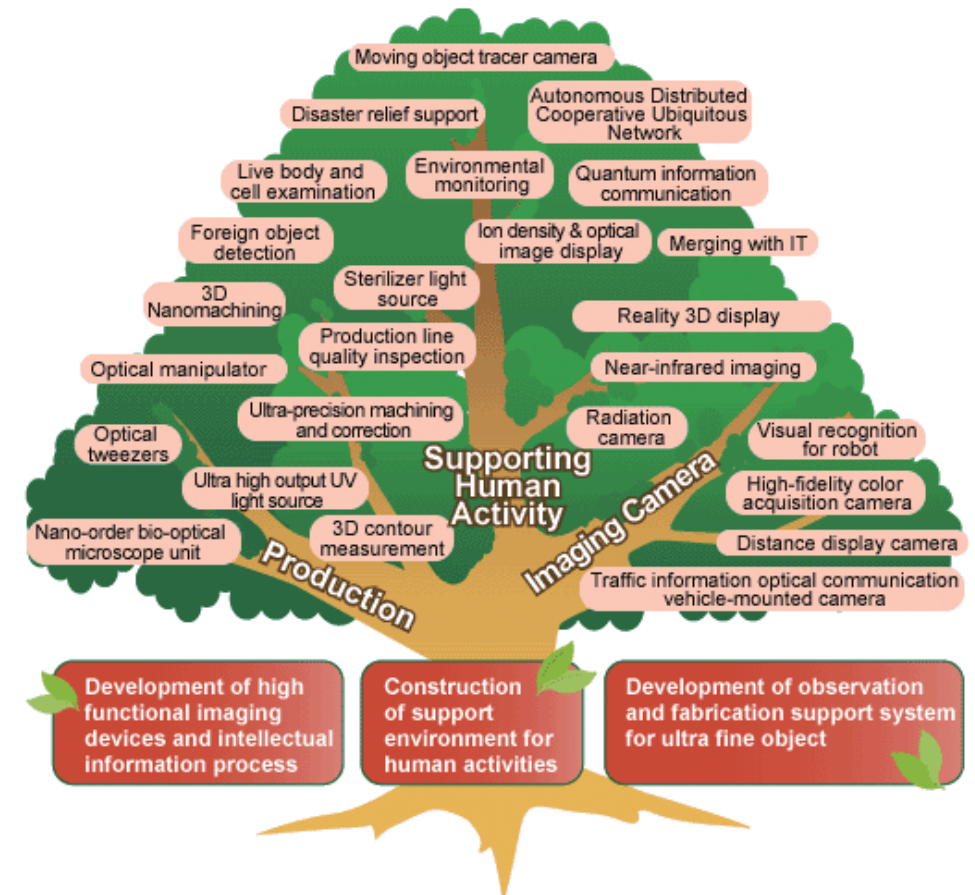 Moving object tracer camera
Disaster relief support
Autonomous Distributed
Cooperative Ubiquitous
Network
Live body and
cell examination
Environmental
monitoring
Quantum information
communication
Foreign object
detection
Ion density & optical
image display
Merging with IT
3D
Nanomachining
Sterilizer light
source
Reality 3D display
Production line
quality inspection
Optical manipulator
Near-infrared imaging
Ultra-precision machining
and correction
Radiation
camera
Optical
tweezers
Visual recognition
for robot
Supporting
Human
Activity
Ultra high output UV
light source
High-fidelity color
acquisition camera
Nano-order bio-optical
microscope unit
3D contour
measurement
Imaging Camera
Distance display camera
Production
Traffic information optical communication
vehicle-mounted camera
Development of high
functional imaging
devices and intellectual
information process
Construction
of support
environment for
human activities
Development of observation
and fabrication support system
for ultra fine object